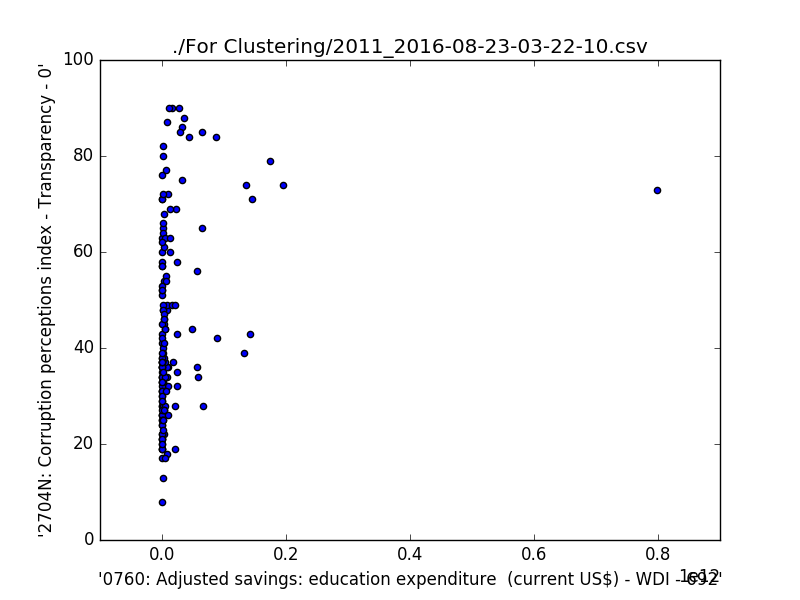 ./For Clustering/2011_2016-08-23-03-22-10.csv
100
80
60
40
20
0
'2704N: Corruption perceptions index - Transparency - 0'
0.0 0.2 0.4 0.6 0.8
1e12
'0760: Adjusted savings: education expenditure (current US$) - WDI - 692'